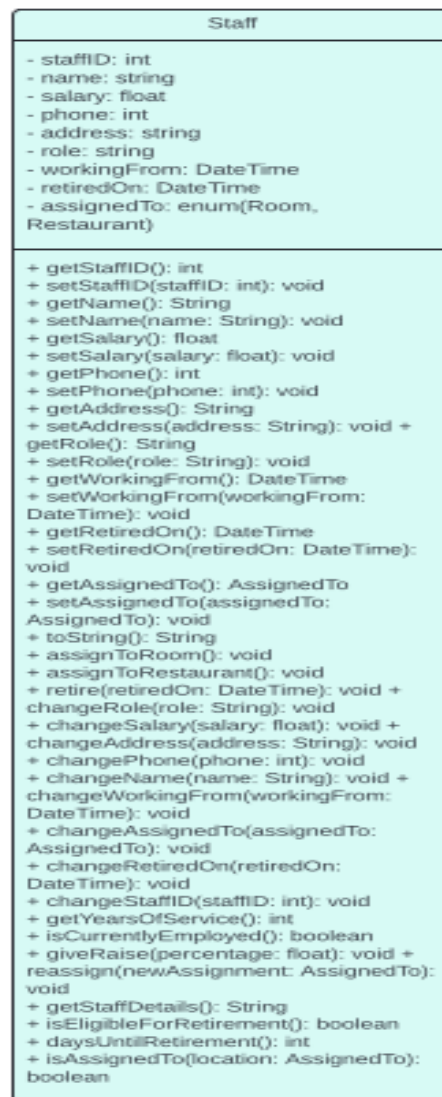 Staff
- staffID: int
- name: string
- salary: float
- phone: int
- address: string
- role: string
- workingFrom: DateTime
- retiredOn: DateTime
- assignedTo: enum(Room,
Restaurant)
+ getStaffID(): int
+ setStaffID(staffID: int): void
+ getName(): String
+ setName(name: String): void
+ getSalary(): float
+ setSalary(salary: float): void
+ getPhone(): int
+ setPhone(phone: int): void
+ getAddress(): String
+ setAddress(address: String): void +
getRole(): String
+ setRole(role: String): void
+ getWorkingFrom(): DateTime
+ setWorkingFrom(workingFrom:
DateTime): void
+ getRetiredOn(): DateTime
+ setRetiredOn(retiredOn: DateTime):
void
+ getAssignedTo(): AssignedTo
+ setAssignedTo(assignedTo:
AssignedTo): void
+ toString(): String
+ assignToRoom(): void
+ assignToRestaurant(): void
+ retire(retiredOn: DateTime): void +
changeRole(role: String): void
+ changeSalary(salary: float): void +
changeAddress(address: String): void
+ changePhone(phone: int): void
+ changeName(name: String): void +
changeWorkingFrom(workingFrom:
DateTime): void
+ changeAssignedTo(assignedTo:
AssignedTo): void
+ changeRetiredOn(retiredOn:
DateTime): void
+ changeStaffID(staffID: int): void
+ getYearsOfService(): int
+ isCurrentlyEmployed(): boolean
+ giveRaise(percentage: float): void +
reassign(newAssignment: AssignedTo):
void
+ getStaffDetails(): String
+ isEligibleForRetirement(): boolean
+ daysUntilRetirement(): int
+ isAssignedTo(location: AssignedTo):
boolean